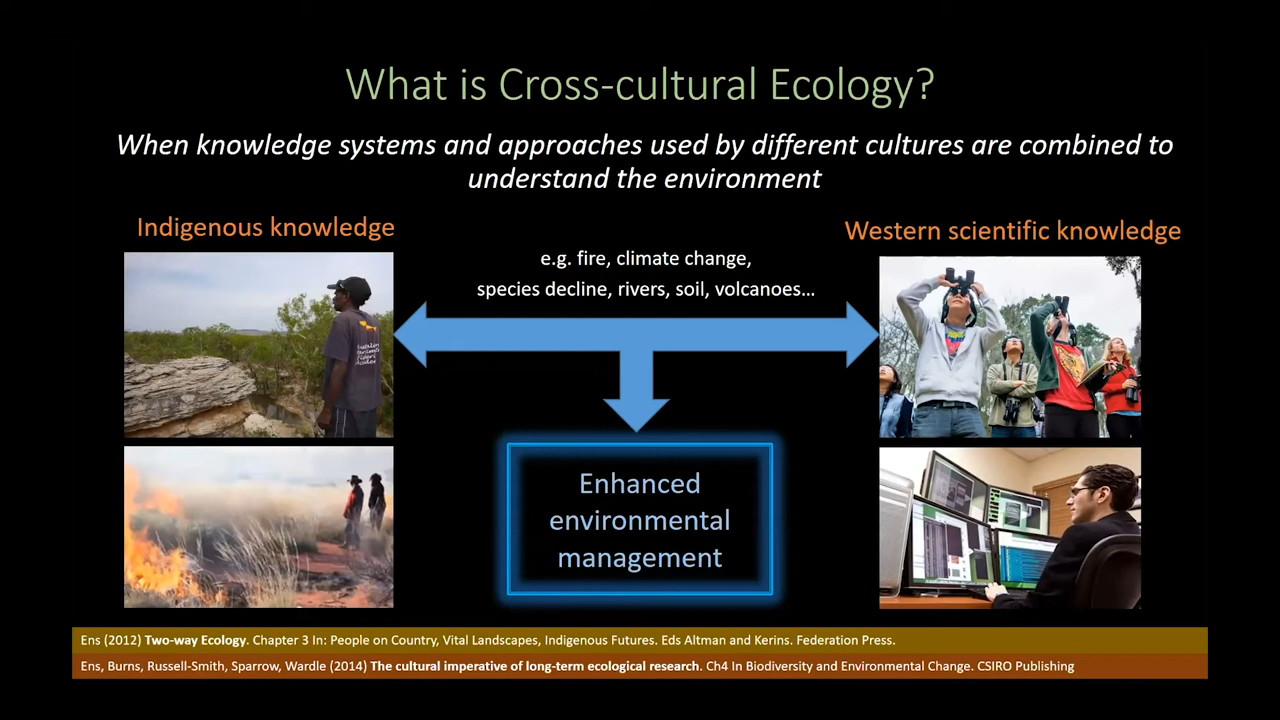 What is Cross-cultural Ecology?
When knowledge systems and approaches used by different cultures are combined to
understand the environment
Indigenous knowledge
Western scientific knowledge
e.g. fire, climate change,
species decline, rivers, soil, volcanoes...
Enhanced
environmental
management
Ens (2012) Two-way Ecology. Chapter 3 In: People on Country, Vital Landscapes, Indigenous Futures. Eds Altman and Kerins. Federation Press.
Ens, Burns, Russell-Smith, Sparrow, Wardle (2014) The cultural imperative of long-term ecological research. Ch4 In Biodiversity and Environmental Change. CSIRO Publishing